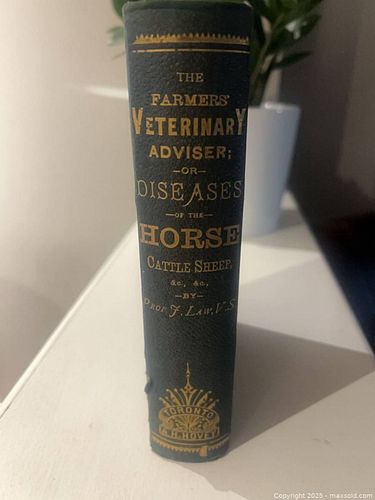 THE
FARMERS'
VETERINARY
ADVISER;
—OR—
DISEASES
—OF THE—
HORSE
CATTLE SHEEP,
&c, &c,
—BY—
PROF J. LAW, V.S.
TORONTO
A.H.HOVEY
Copyright 2025 - maxsold.com